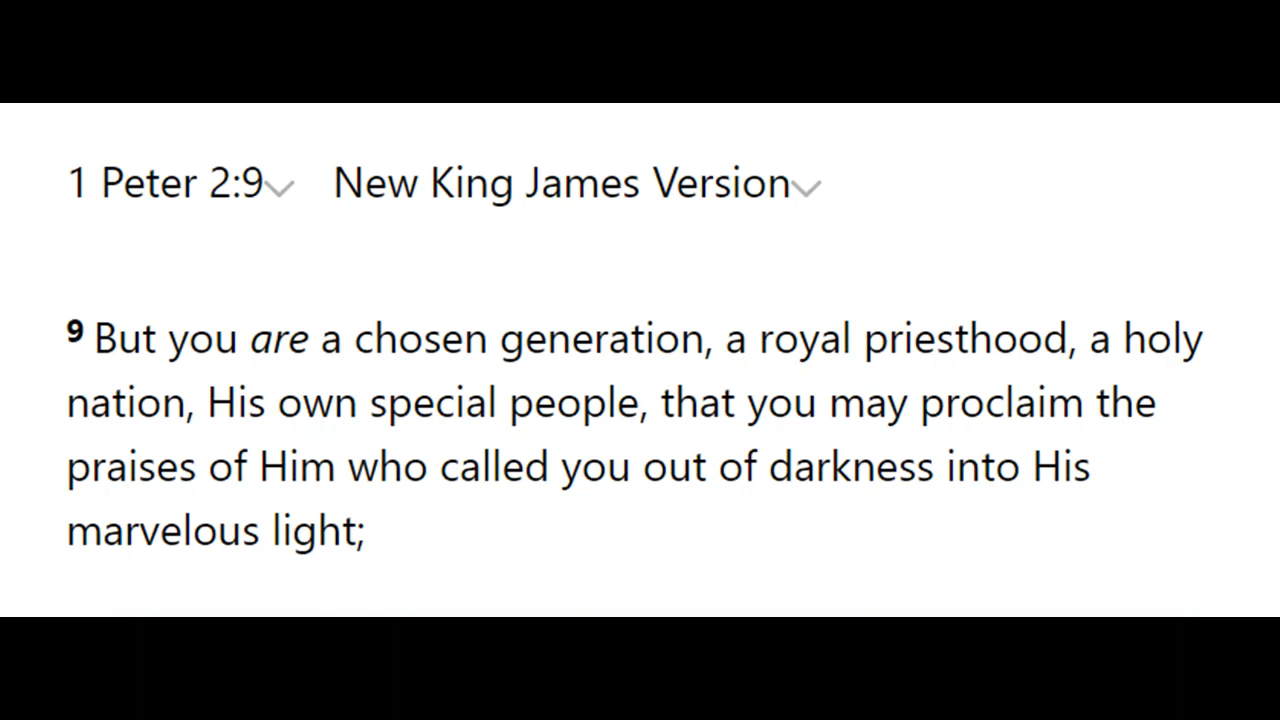 1 Peter 2:9 New King James Version
9 But you are a chosen generation, a royal priesthood, a holy
nation, His own special people, that you may proclaim the
praises of Him who called you out of darkness into His
marvelous light;